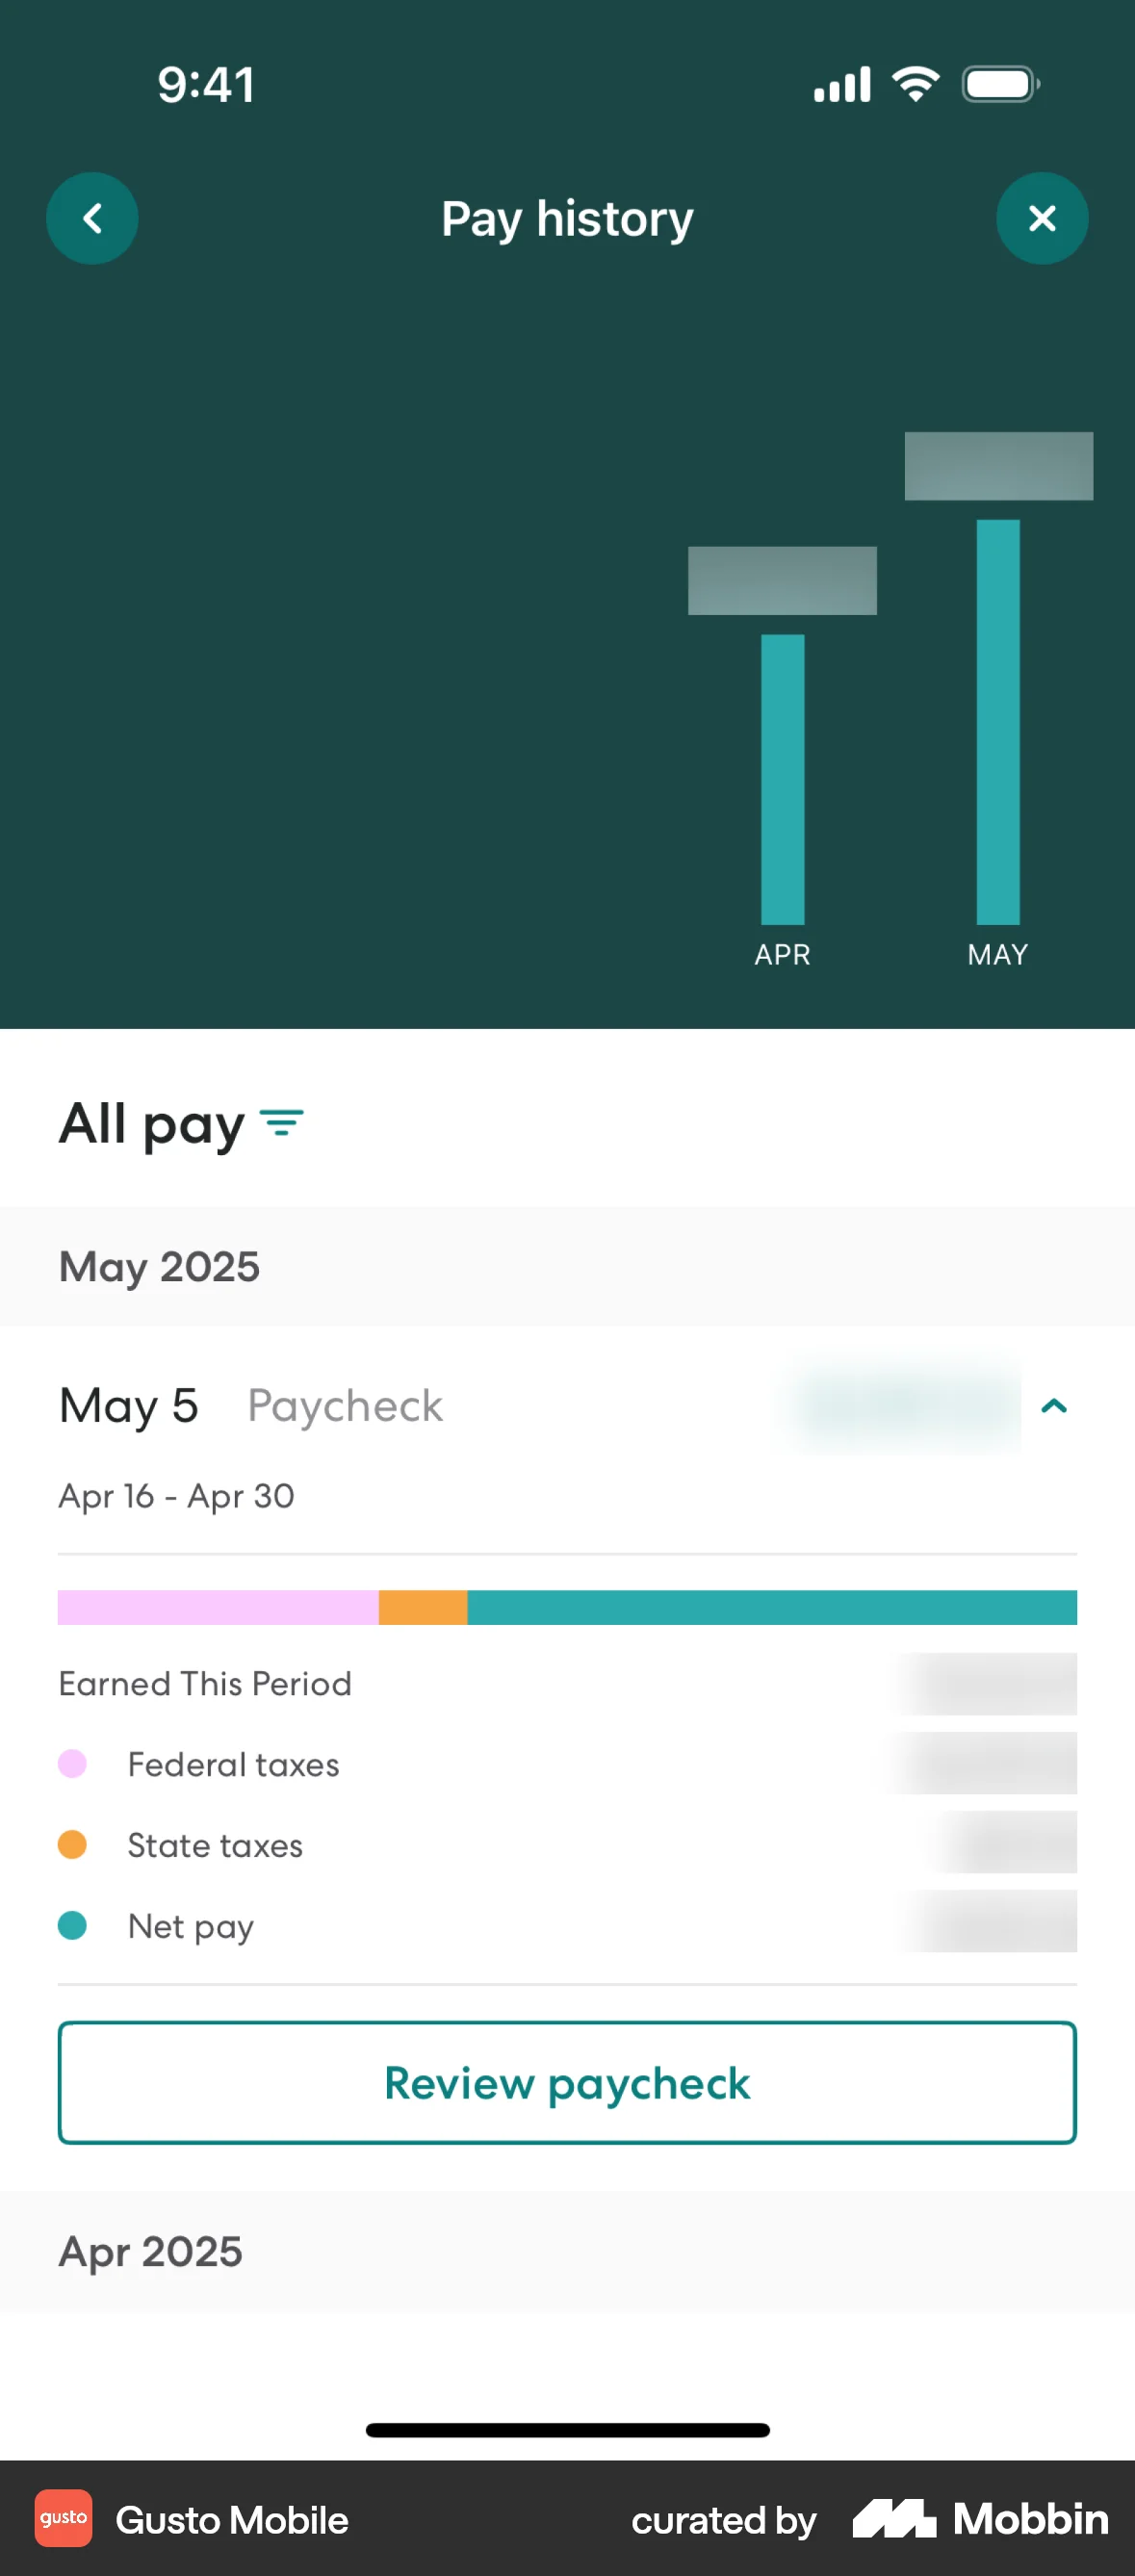 9:41
Pay history
APR
MAY
All pay
May 2025
May 5 Paycheck
Apr 16 - Apr 30
Earned This Period
Federal taxes
State taxes
Net pay
Review paycheck
Apr 2025
gusto
Gusto Mobile
curated by Mobbin